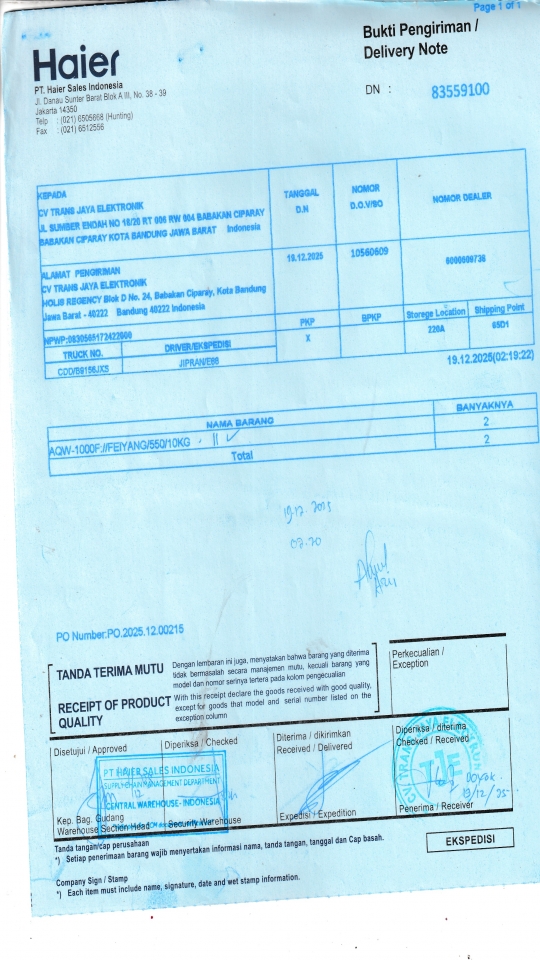 Page 1 of 1
Haier
Bukti Pengiriman /
Delivery Note
PT. Haier Sales Indonesia
Jl. Danau Sunter Barat Blok A III, No. 38 - 39
Jakarta 14350
Telp : (021) 6505668 (Hunting)
Fax : (021) 6512556
DN : 83559100
KEPADA
CV TRANS JAYA ELEKTRONIK
JL SUMBER ENDAH NO 18/20 RT 006 RW 004 BABAKAN CIPARAY
BABAKAN CIPARAY KOTA BANDUNG JAWA BARAT Indonesia
TANGGAL
D.N
NOMOR
D.O.V/SO
NOMOR DEALER
ALAMAT PENGIRIMAN
CV TRANS JAYA ELEKTRONIK
HOLIS REGENCY Blok D No. 24, Babakan Ciparay, Kota Bandung
Jawa Barat - 40222 Bandung 40222 Indonesia
19.12.2025
10560609
NPWP:0830565172422000
PKP
BPKP
Storege Location
Shipping Point
TRUCK NO.
DRIVER/EKSPEDISI
X
220A
65D1
JIPRAN/E66
19.12.2025(02:19:22)
NAMA BARANG
BANYAKNYA
AQW-1000F://FEIYANG/550/10KG
2
Total
2
19.12.2025
PO Number:PO.2025.12.00215
TANDA TERIMA MUTU
Dengan lembaran ini juga, menyatakan bahwa barang yang diterima
tidak bermasalah secara manajemen mutu, kecuali barang yang
model dan nomor serinya tertera pada kolom pengecualian
RECEIPT OF PRODUCT
QUALITY
With this receipt declare the goods received with good quality,
except for goods that model and serial number listed on the
exception column
Perkecualian /
Exception
Disetujui / Approved
Diperiksa / Checked
Diterima / dikirimkan
Received / Delivered
Diperiksa / diterima
Checked / Received
PT HAIER SALES INDONESIA
SUPPLY CHAIN MANAGEMENT DEPARTMENT
CENTRAL WAREHOUSE- INDONESIA
Kep. Bag. Gudang
Warehouse Section Head
Security Warehouse
Expedisi / Expedition
Penerima / Receiver
Tanda tangan/cap perusahaan
*) Setiap penerimaan barang wajib menyertakan informasi nama, tanda tangan, tanggal dan Cap basah.
EKSPEDISI
Company Sign / Stamp
*) Each item must include name, signature, date and wet stamp information.